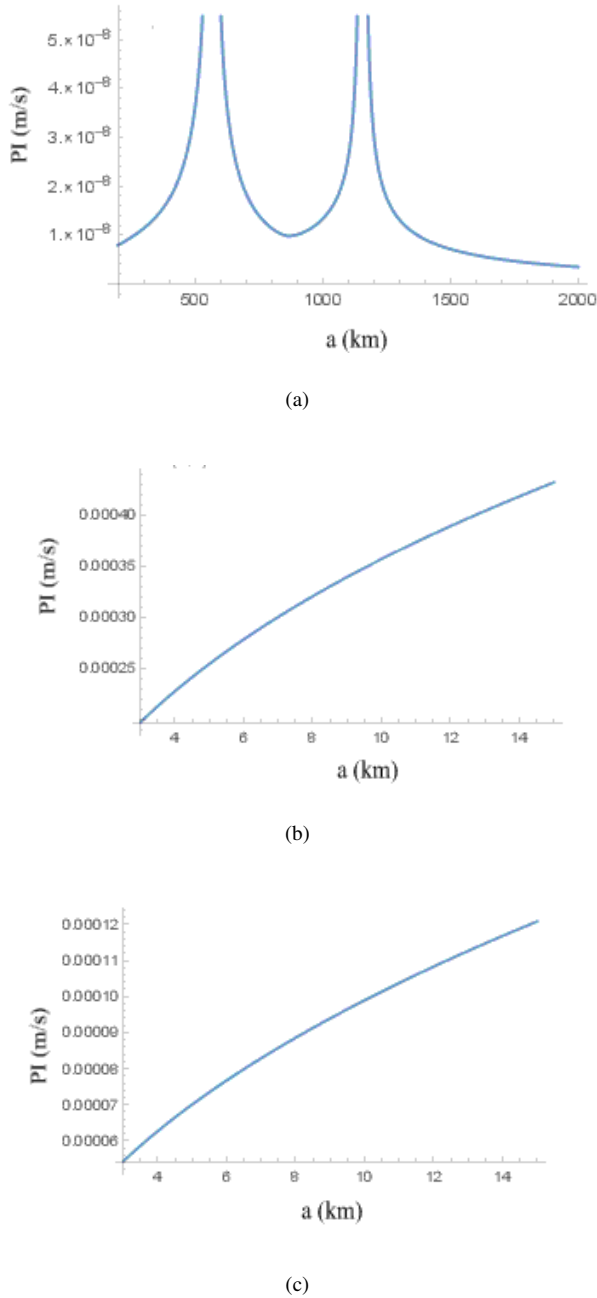 PI (m/s)
5.×10⁻⁸
4.×10⁻⁸
3.×10⁻⁸
2.×10⁻⁸
1.×10⁻⁸
500 1000 1500 2000
a (km)
(a)
PI (m/s)
0.00040
0.00035
0.00030
0.00025
4 6 8 10 12 14
a (km)
(b)
PI (m/s)
0.00012
0.00011
0.00010
0.00009
0.00008
0.00007
0.00006
4 6 8 10 12 14
a (km)
(c)